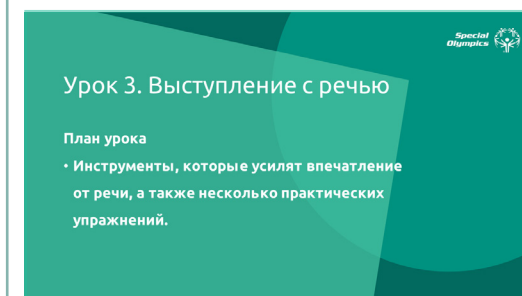 Special
Olympics
Урок 3. Выступление с речью
План урока
• Инструменты, которые усилят впечатление
от речи, а также несколько практических
упражнений.